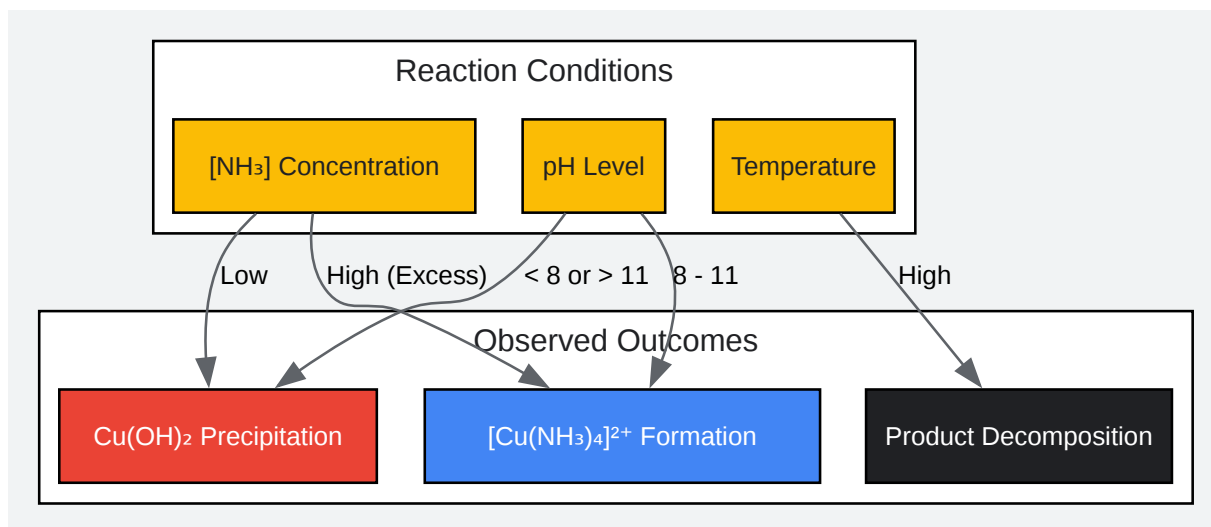 Reaction Conditions
[NH₃] Concentration
pH Level
Temperature
Low
High (Excess)
< 8 or > 11
8 - 11
High
Observed Outcomes
Cu(OH)₂ Precipitation
[Cu(NH₃)₄]²⁺ Formation
Product Decomposition